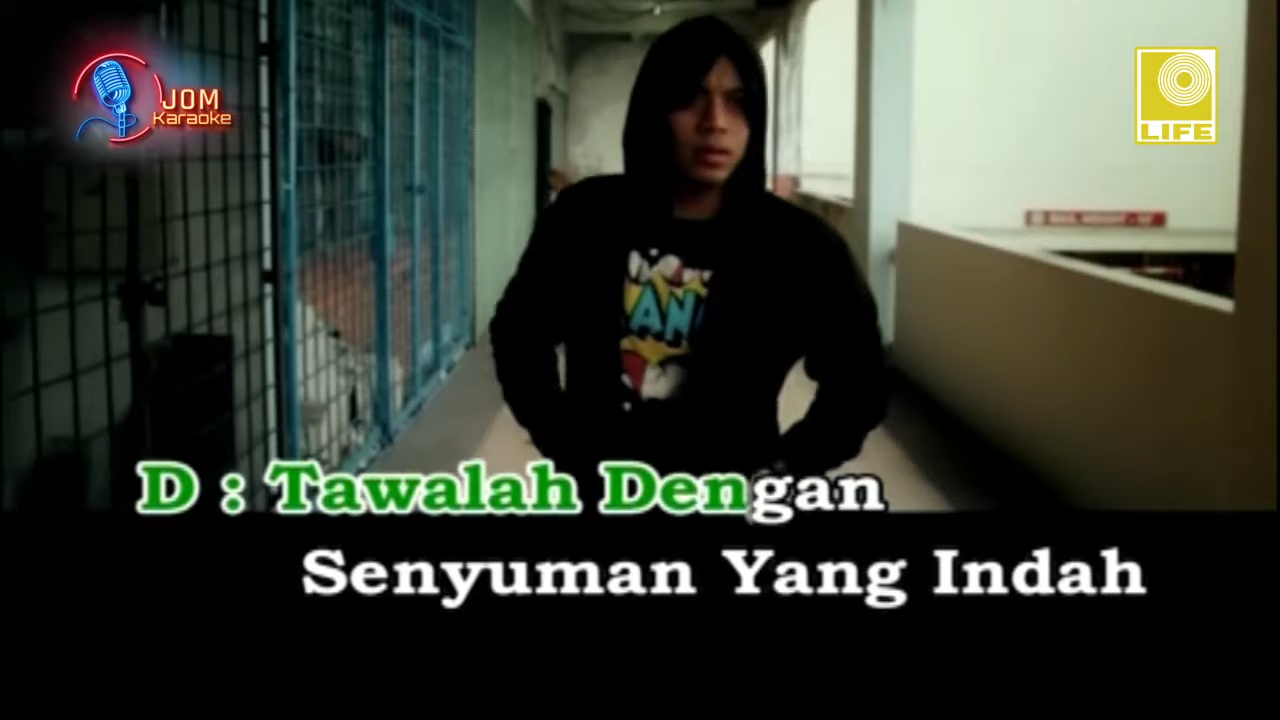 JOM
Karaoke
LIFE
D : Tawalah Dengan
Senyuman Yang Indah